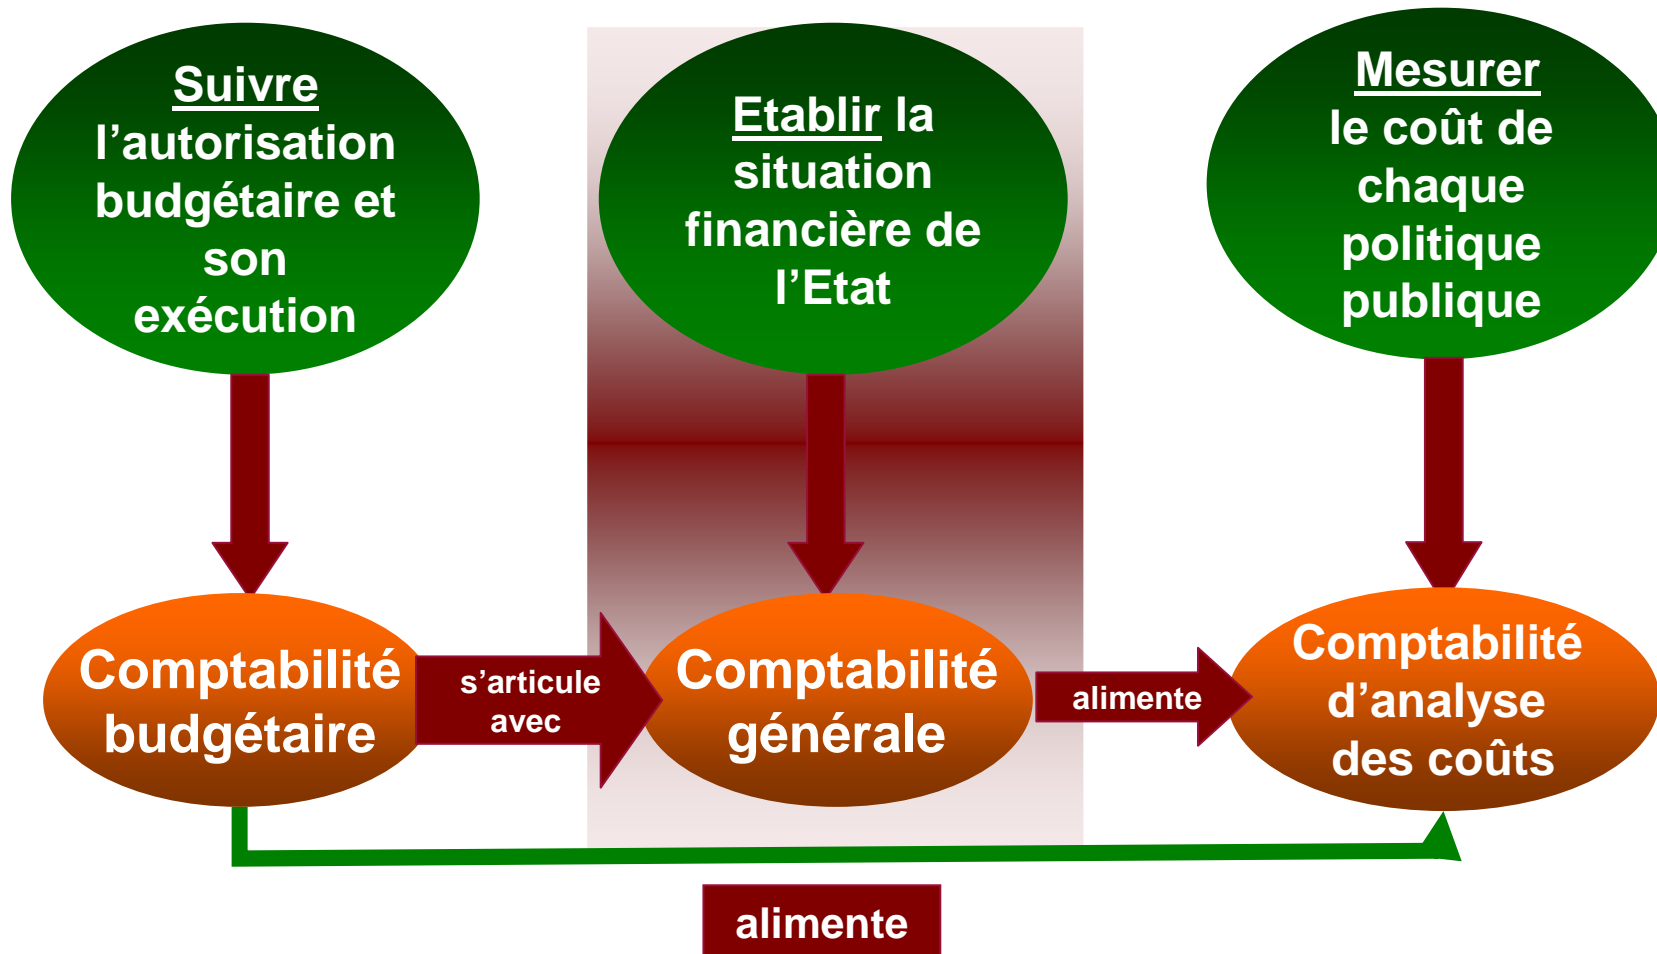 Suivre
l’autorisation
budgétaire et
son
exécution
Etablir la
situation
financière de
l’Etat
Mesurer
le coût de
chaque
politique
publique
Comptabilité
budgétaire
s’articule
avec
Comptabilité
générale
alimente
Comptabilité
d’analyse
des coûts
alimente